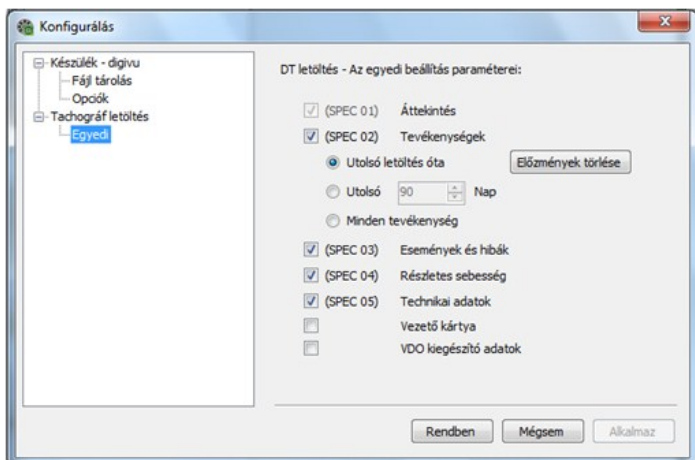 Konfigurálás
Készülék - digivu
Fájl tárolás
Opciók
Tachográf letöltés
Egyedi
DT letöltés - Az egyedi beállítás paraméterei:
(SPEC 01) Áttekintés
(SPEC 02) Tevékenységek
Utolsó letöltés óta Előzmények törlése
Utolsó 90 Nap
Minden tevékenység
(SPEC 03) Események és hibák
(SPEC 04) Részletes sebesség
(SPEC 05) Technikai adatok
Vezető kártya
VDO kiegészítő adatok
Rendben Mégsem Alkalmaz